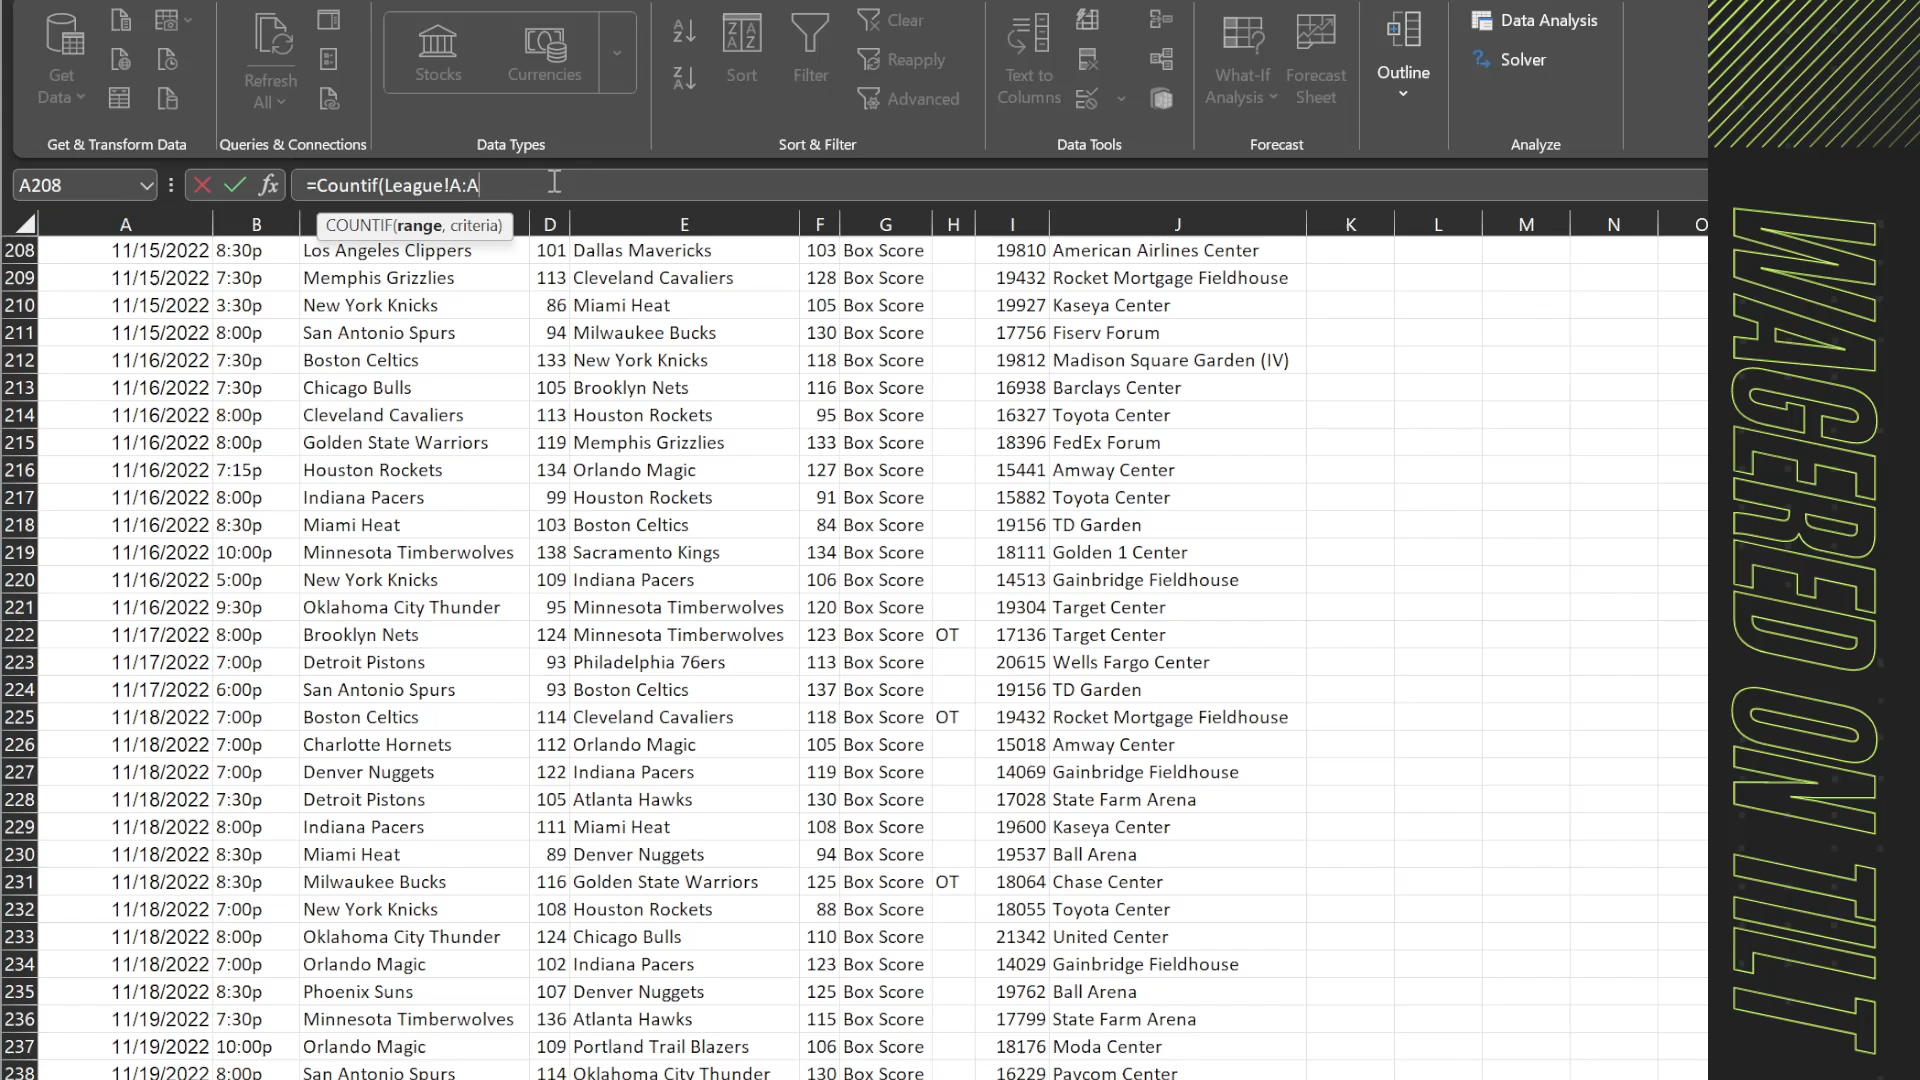 Get Data
Refresh All
Stocks
Currencies
Sort
Filter
Clear
Reapply
Advanced
Text to Columns
What-If Analysis
Forecast Sheet
Outline
Data Analysis
Solver
Get & Transform Data
Queries & Connections
Data Types
Sort & Filter
Data Tools
Forecast
Analyze
A208 fx =Countif(League!A:A
COUNTIF(range, criteria)
A B D E F G H I J K L M N O
208 11/15/2022 8:30p Los Angeles Clippers 101 Dallas Mavericks 103 Box Score 19810 American Airlines Center
209 11/15/2022 7:30p Memphis Grizzlies 113 Cleveland Cavaliers 128 Box Score 19432 Rocket Mortgage Fieldhouse
210 11/15/2022 3:30p New York Knicks 86 Miami Heat 105 Box Score 19927 Kaseya Center
211 11/15/2022 8:00p San Antonio Spurs 94 Milwaukee Bucks 130 Box Score 17756 Fiserv Forum
212 11/16/2022 7:30p Boston Celtics 133 New York Knicks 118 Box Score 19812 Madison Square Garden (IV)
213 11/16/2022 7:30p Chicago Bulls 105 Brooklyn Nets 116 Box Score 16938 Barclays Center
214 11/16/2022 8:00p Cleveland Cavaliers 113 Houston Rockets 95 Box Score 16327 Toyota Center
215 11/16/2022 8:00p Golden State Warriors 119 Memphis Grizzlies 133 Box Score 18396 FedEx Forum
216 11/16/2022 7:15p Houston Rockets 134 Orlando Magic 127 Box Score 15441 Amway Center
217 11/16/2022 8:00p Indiana Pacers 99 Houston Rockets 91 Box Score 15882 Toyota Center
218 11/16/2022 8:30p Miami Heat 103 Boston Celtics 84 Box Score 19156 TD Garden
219 11/16/2022 10:00p Minnesota Timberwolves 138 Sacramento Kings 134 Box Score 18111 Golden 1 Center
220 11/16/2022 5:00p New York Knicks 109 Indiana Pacers 106 Box Score 14513 Gainbridge Fieldhouse
221 11/16/2022 9:30p Oklahoma City Thunder 95 Minnesota Timberwolves 120 Box Score 19304 Target Center
222 11/17/2022 8:00p Brooklyn Nets 124 Minnesota Timberwolves 123 Box Score OT 17136 Target Center
223 11/17/2022 7:00p Detroit Pistons 93 Philadelphia 76ers 113 Box Score 20615 Wells Fargo Center
224 11/17/2022 6:00p San Antonio Spurs 93 Boston Celtics 137 Box Score 19156 TD Garden
225 11/18/2022 7:00p Boston Celtics 114 Cleveland Cavaliers 118 Box Score OT 19432 Rocket Mortgage Fieldhouse
226 11/18/2022 7:00p Charlotte Hornets 112 Orlando Magic 105 Box Score 15018 Amway Center
227 11/18/2022 7:00p Denver Nuggets 122 Indiana Pacers 119 Box Score 14069 Gainbridge Fieldhouse
228 11/18/2022 7:30p Detroit Pistons 105 Atlanta Hawks 130 Box Score 17028 State Farm Arena
229 11/18/2022 8:00p Indiana Pacers 111 Miami Heat 108 Box Score 19600 Kaseya Center
230 11/18/2022 8:30p Miami Heat 89 Denver Nuggets 94 Box Score 19537 Ball Arena
231 11/18/2022 8:30p Milwaukee Bucks 116 Golden State Warriors 125 Box Score OT 18064 Chase Center
232 11/18/2022 7:00p New York Knicks 108 Houston Rockets 88 Box Score 18055 Toyota Center
233 11/18/2022 8:00p Oklahoma City Thunder 124 Chicago Bulls 110 Box Score 21342 United Center
234 11/18/2022 7:00p Orlando Magic 102 Indiana Pacers 123 Box Score 14029 Gainbridge Fieldhouse
235 11/18/2022 8:30p Phoenix Suns 107 Denver Nuggets 125 Box Score 19762 Ball Arena
236 11/19/2022 7:30p Minnesota Timberwolves 136 Atlanta Hawks 115 Box Score 17799 State Farm Arena
237 11/19/2022 10:00p Orlando Magic 109 Portland Trail Blazers 106 Box Score 18176 Moda Center
238 11/19/2022 8:00p San Antonio Spurs 114 Oklahoma City Thunder 130 Box Score 16229 Paycom Center
WAGERED ON TILT